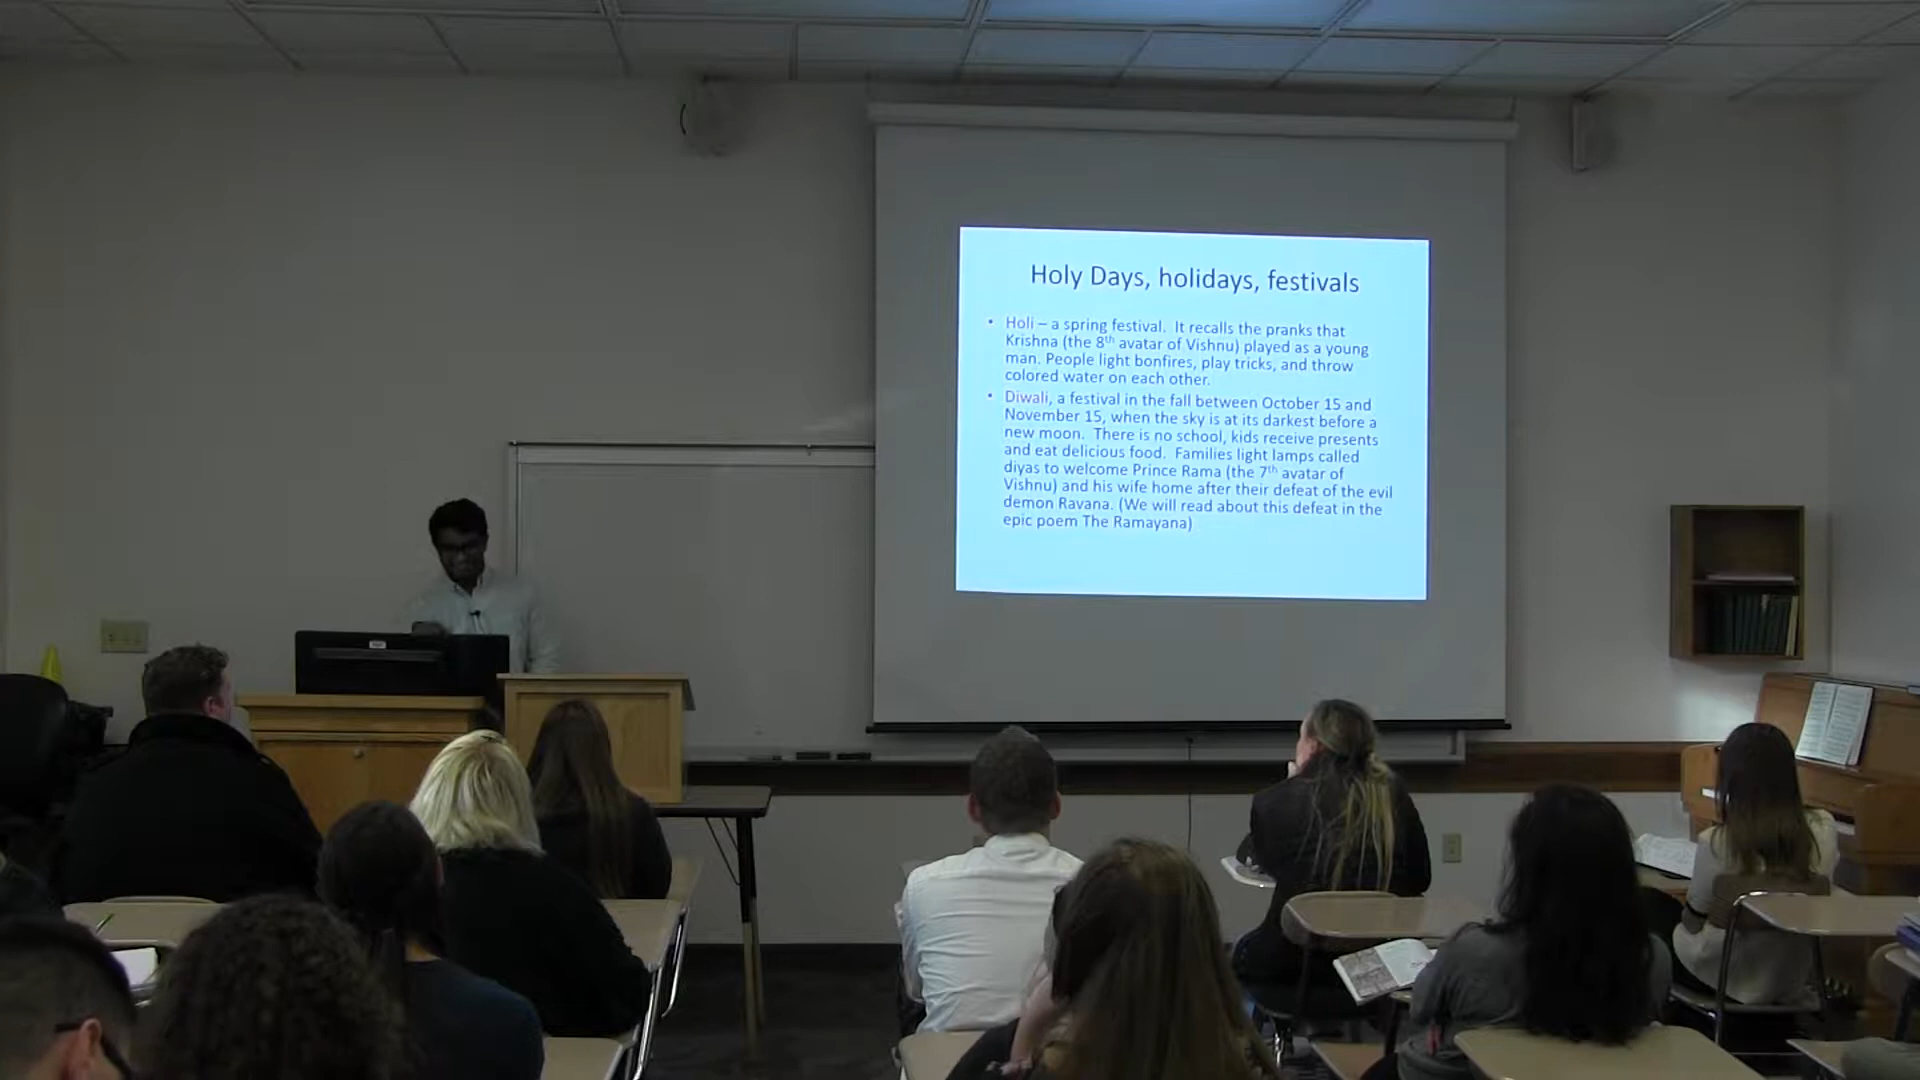 Holy Days, holidays, festivals
• Holi – a spring festival. It recalls the pranks that
Krishna (the 8th avatar of Vishnu) played as a young
man. People light bonfires, play tricks, and throw
colored water on each other.
• Diwali, a festival in the fall between October 15 and
November 15, when the sky is at its darkest before a
new moon. There is no school, kids receive presents
and eat delicious food. Families light lamps called
diyas to welcome Prince Rama (the 7th avatar of
Vishnu) and his wife home after their defeat of the evil
demon Ravana. (We will read about this defeat in the
epic poem The Ramayana)